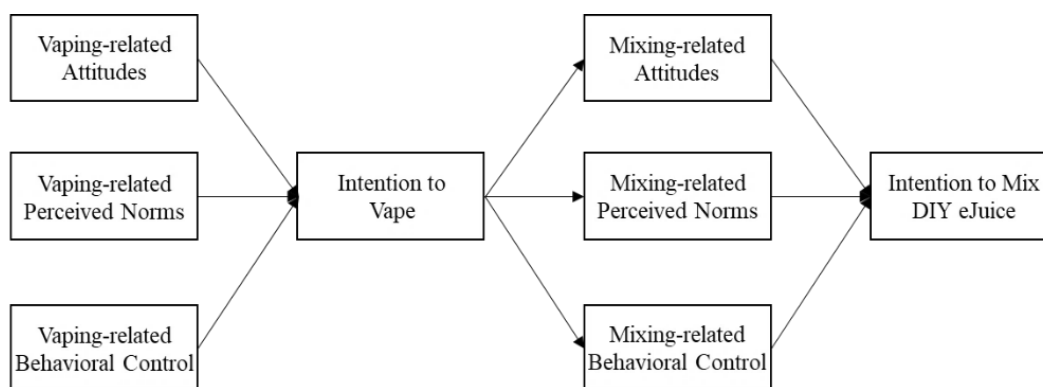 Vaping-related
Attitudes
Mixing-related
Attitudes
Vaping-related
Perceived Norms
Intention to
Vape
Mixing-related
Perceived Norms
Intention to Mix
DIY eJuice
Vaping-related
Behavioral Control
Mixing-related
Behavioral Control